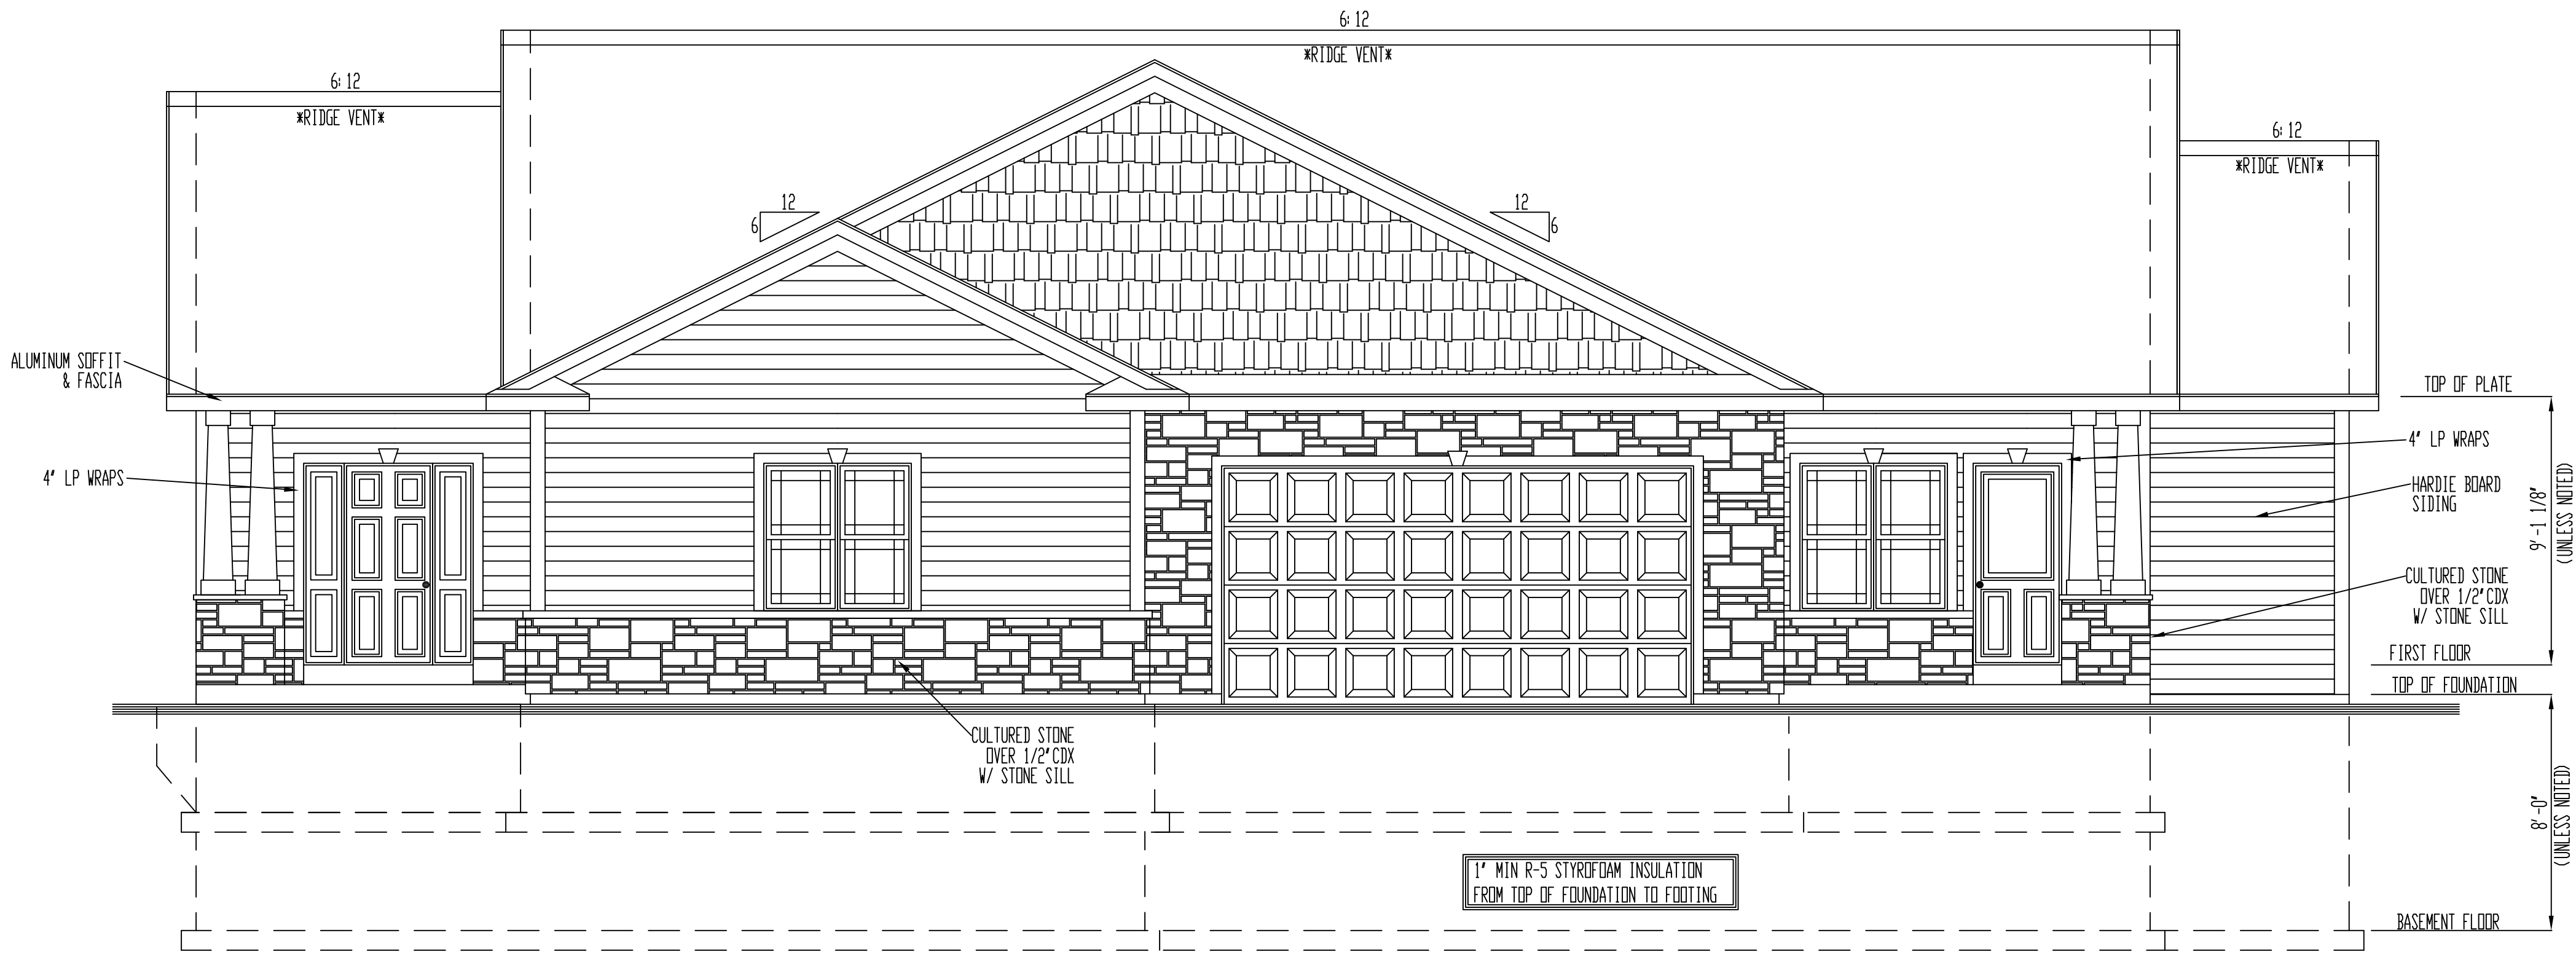 6:12
*RIDGE VENT*
6:12
*RIDGE VENT*
6:12
*RIDGE VENT*
12
6
12
6
ALUMINUM SOFFIT
& FASCIA
4" LP WRAPS
TOP OF PLATE
4" LP WRAPS
HARDIE BOARD
SIDING
9'-1 1/8"
(UNLESS NOTED)
CULTURED STONE
OVER 1/2"CDX
W/ STONE SILL
FIRST FLOOR
TOP OF FOUNDATION
CULTURED STONE
OVER 1/2"CDX
W/ STONE SILL
8'-0"
(UNLESS NOTED)
1" MIN R-5 STYROFOAM INSULATION
FROM TOP OF FOUNDATION TO FOOTING
BASEMENT FLOOR